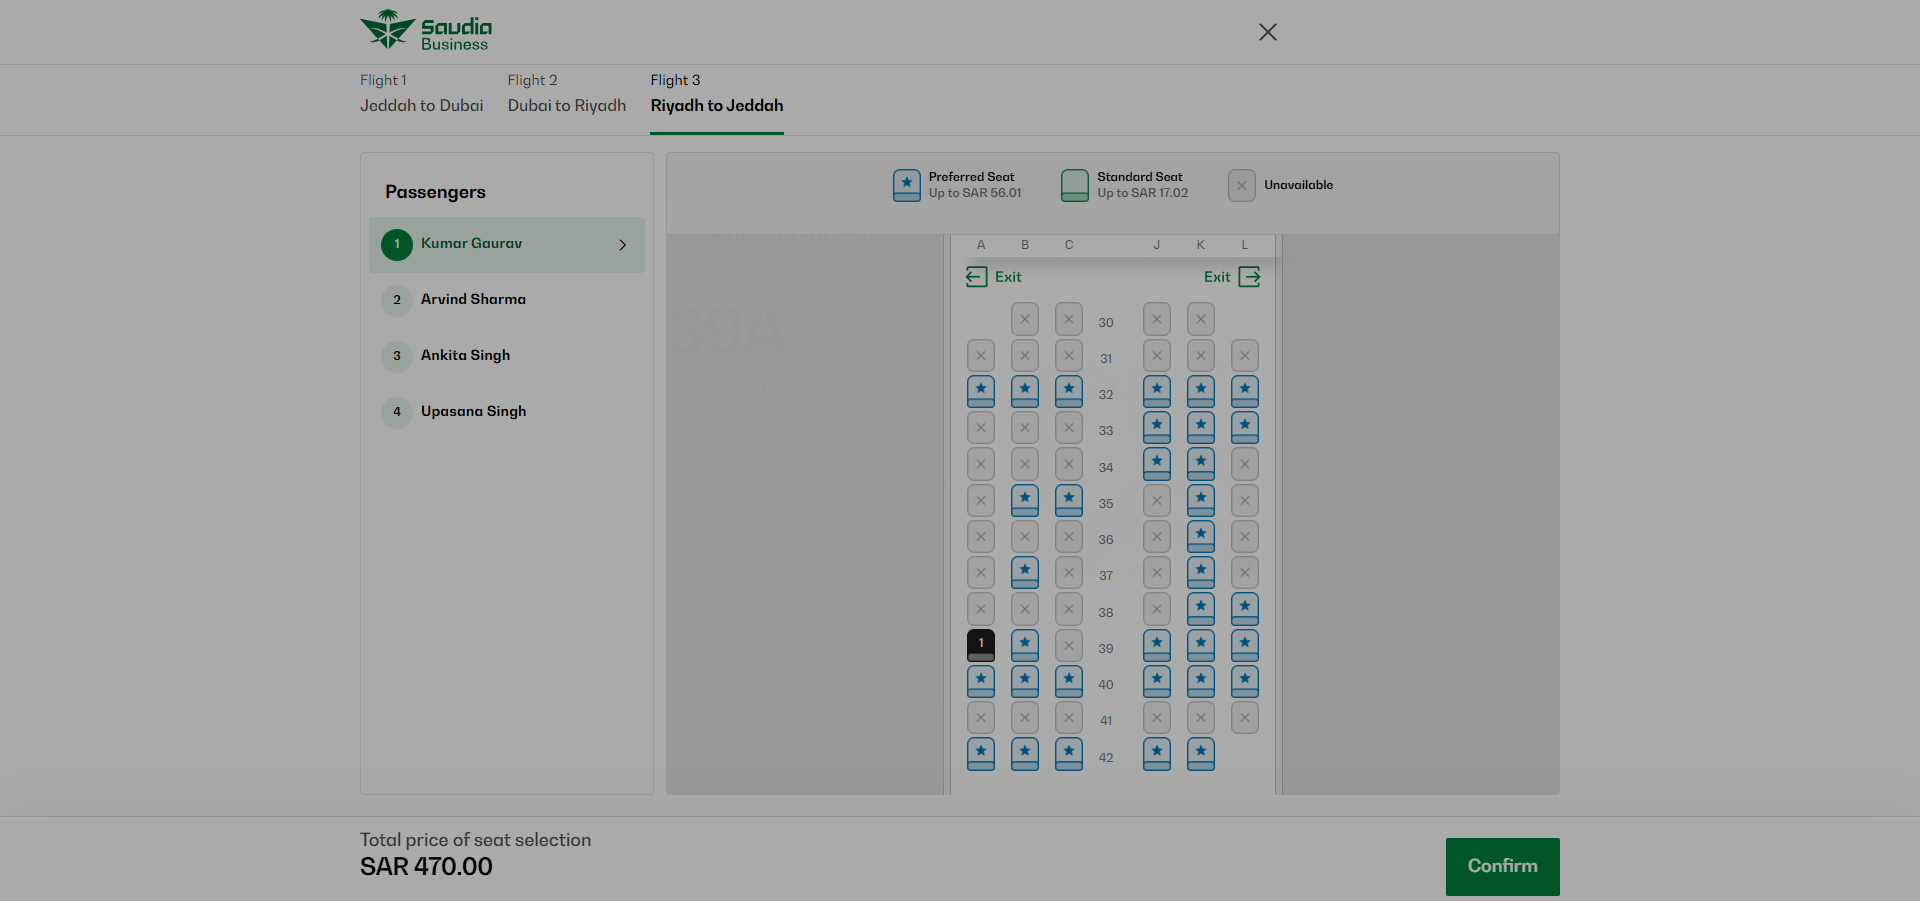 Saudia
Business
Flight 1
Jeddah to Dubai
Flight 2
Dubai to Riyadh
Flight 3
Riyadh to Jeddah
Passengers
1 Kumar Gaurav
2 Arvind Sharma
3 Ankita Singh
4 Upasana Singh
Preferred Seat
Up to SAR 56.01
Standard Seat
Up to SAR 17.02
Unavailable
39A
A B C J K L
Exit Exit
30
31
32
33
34
35
36
37
38
1 39
40
41
42
Total price of seat selection
SAR 470.00
Confirm